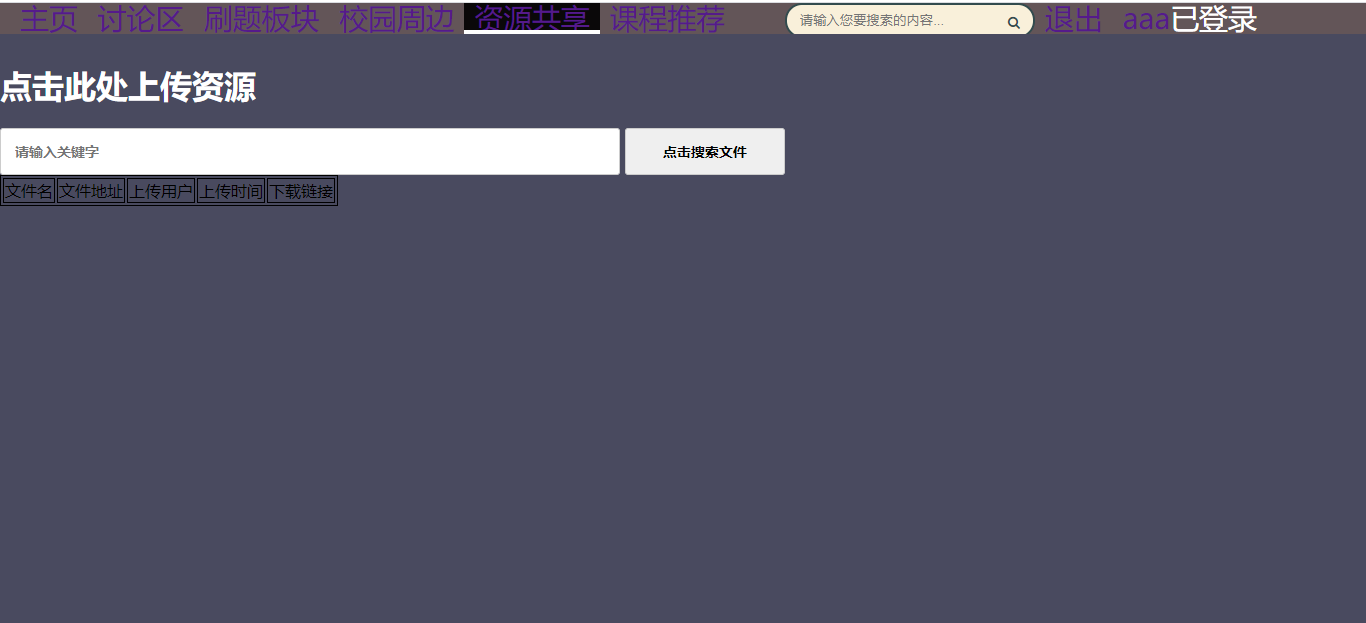 主页 讨论区 刷题板块 校园周边 资源共享 课程推荐 请输入您要搜索的内容... 退出 aaa已登录
点击此处上传资源
请输入关键字 点击搜索文件
文件名 文件地址 上传用户 上传时间 下载链接